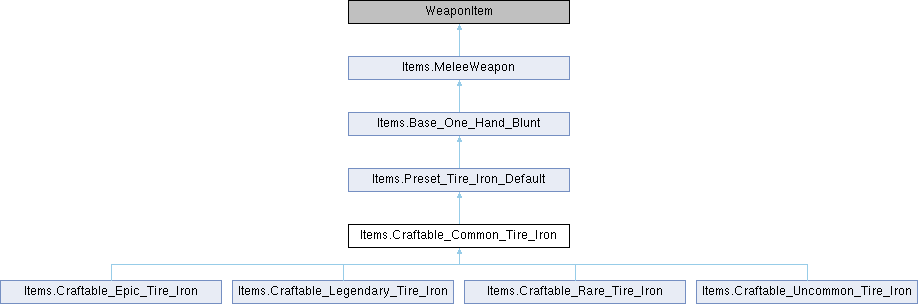 WeaponItem
Items.MeleeWeapon
Items.Base_One_Hand_Blunt
Items.Preset_Tire_Iron_Default
Items.Craftable_Common_Tire_Iron
Items.Craftable_Epic_Tire_Iron
Items.Craftable_Legendary_Tire_Iron
Items.Craftable_Rare_Tire_Iron
Items.Craftable_Uncommon_Tire_Iron